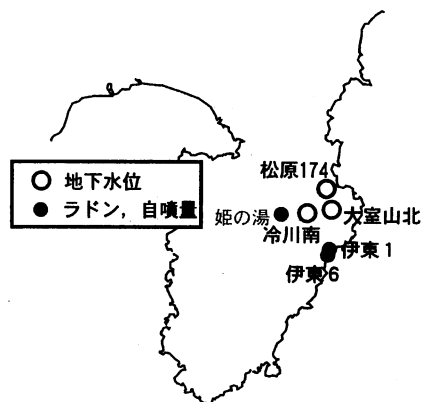 松原174
地下水位
ラドン，自噴量
姫の湯
大室山北
冷川南
伊東1
伊東6